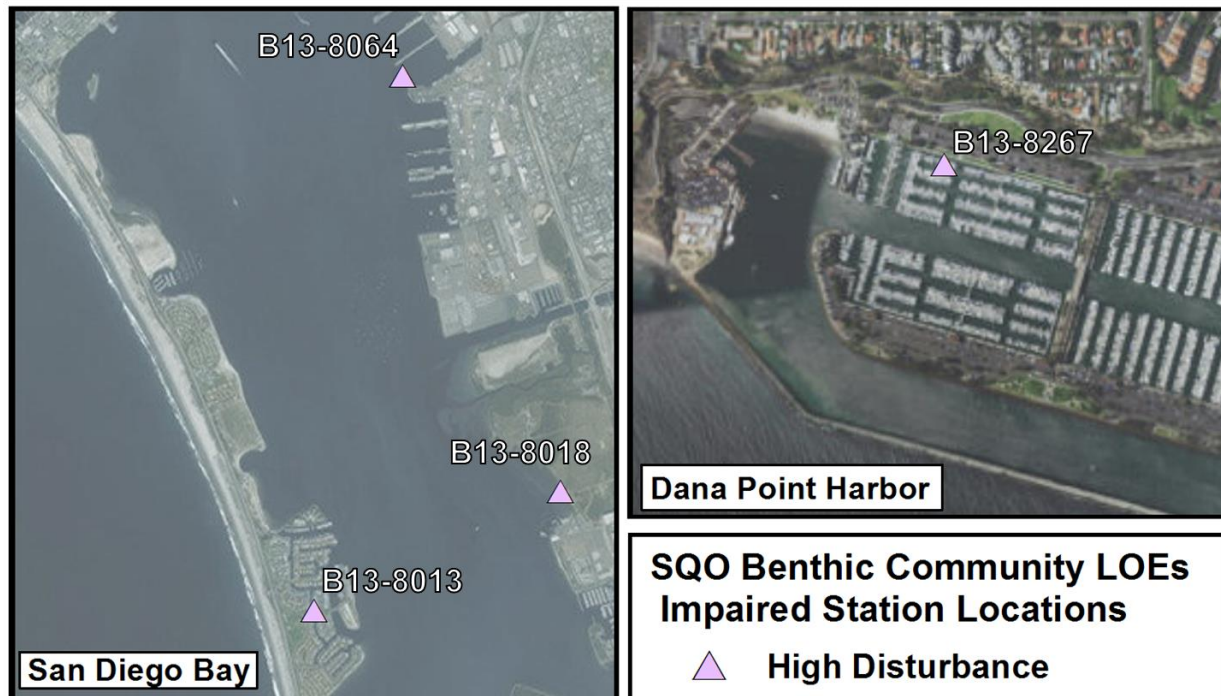 B13-8064
B13-8018
B13-8013
San Diego Bay
B13-8267
Dana Point Harbor
SQO Benthic Community LOEs
Impaired Station Locations
High Disturbance